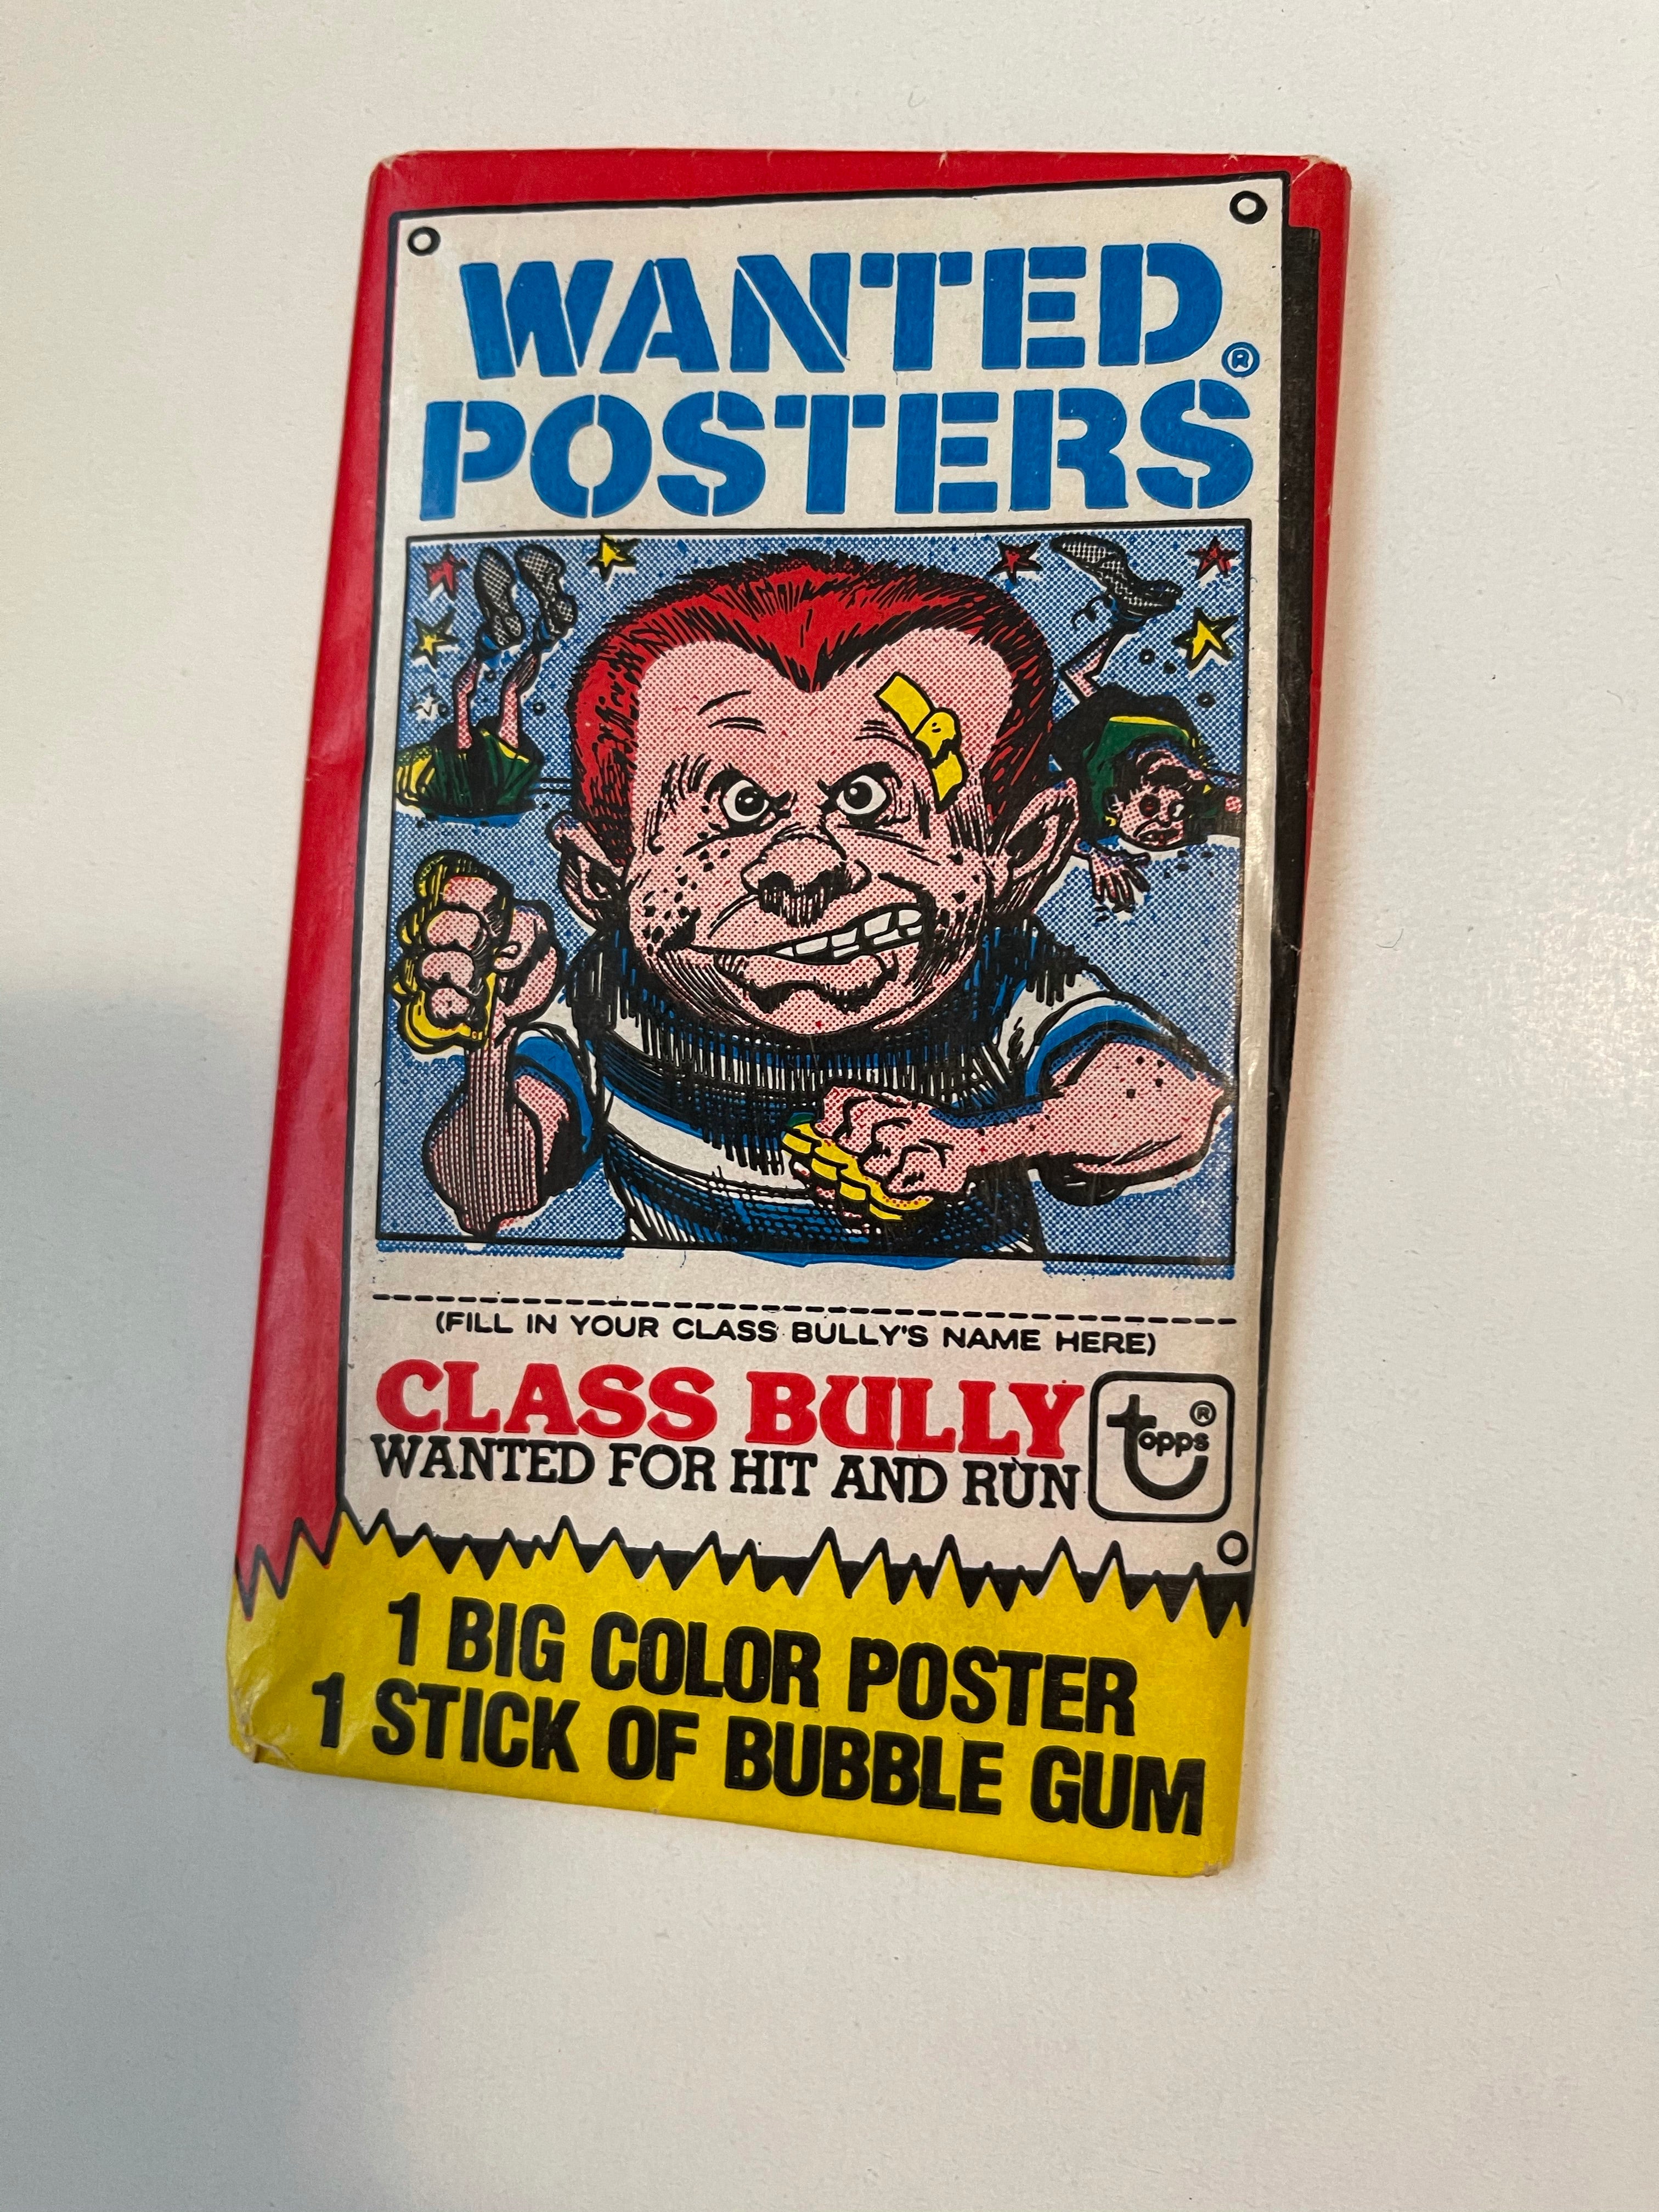 WANTED
POSTERS®
(FILL IN YOUR CLASS BULLY'S NAME HERE)
CLASS BULLY
WANTED FOR HIT AND RUN
topps®
1 BIG COLOR POSTER
1 STICK OF BUBBLE GUM